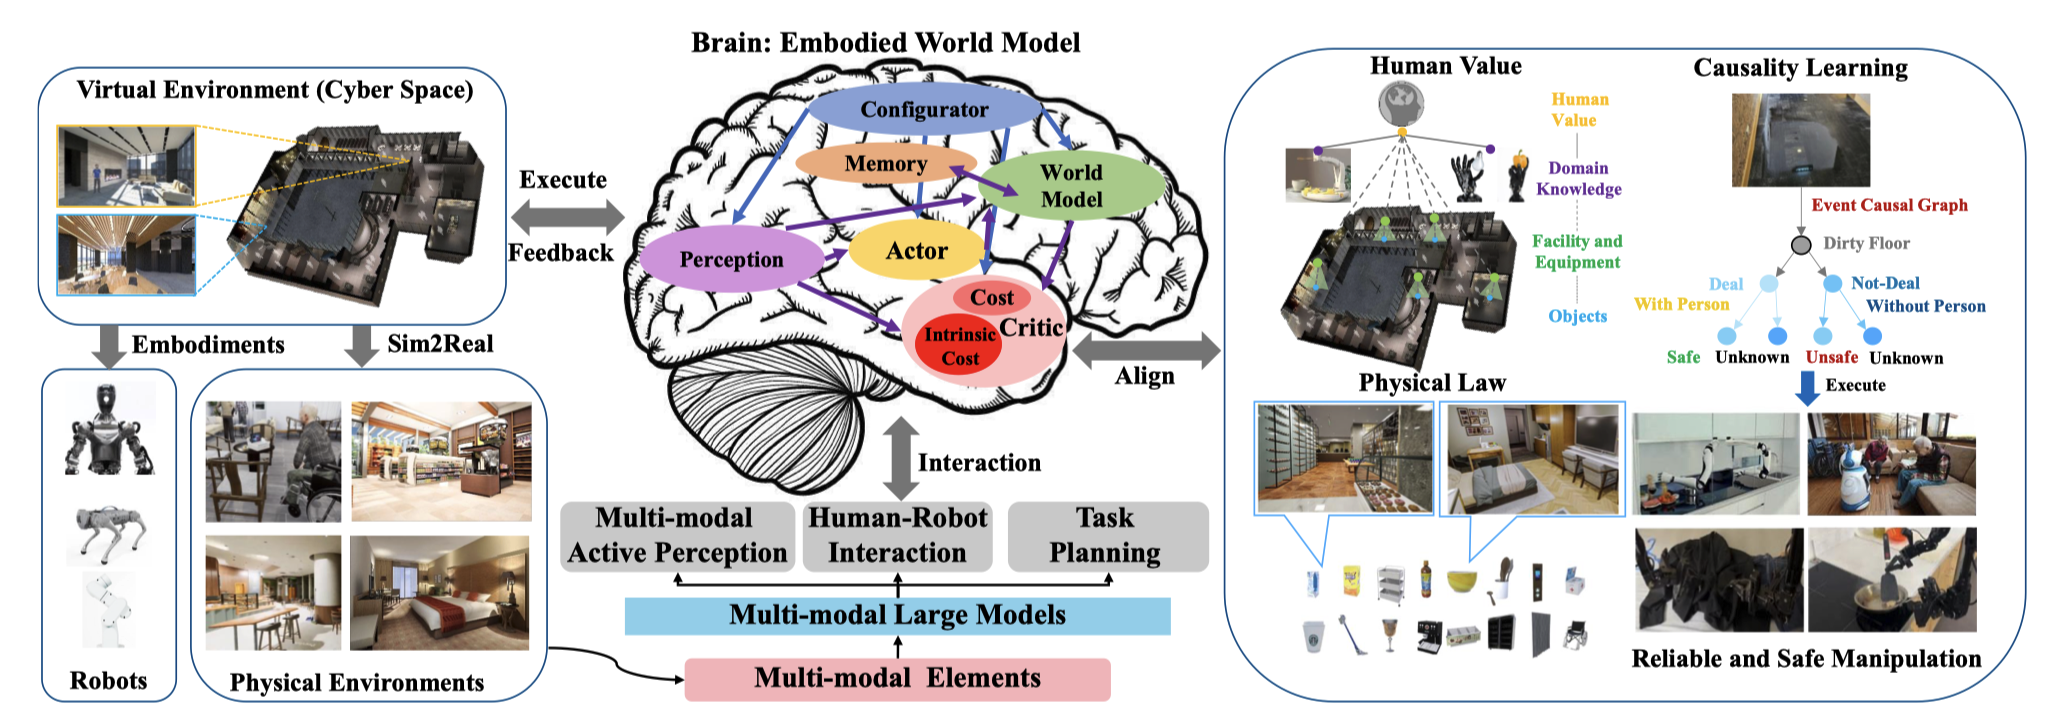 Brain: Embodied World Model
Virtual Environment (Cyber Space)
Execute
Feedback
Embodiments
Sim2Real
Robots
Physical Environments
Configurator
Memory
World
Model
Perception
Actor
Cost
Critic
Intrinsic
Cost
Align
Interaction
Multi-modal
Active Perception
Human-Robot
Interaction
Task
Planning
Multi-modal Large Models
Multi-modal Elements
Human Value
Human
Value
Domain
Knowledge
Facility and
Equipment
Objects
Physical Law
Causality Learning
Event Causal Graph
Dirty Floor
Deal
Not-Deal
With Person
Without Person
Safe
Unknown
Unsafe
Unknown
Execute
Reliable and Safe Manipulation